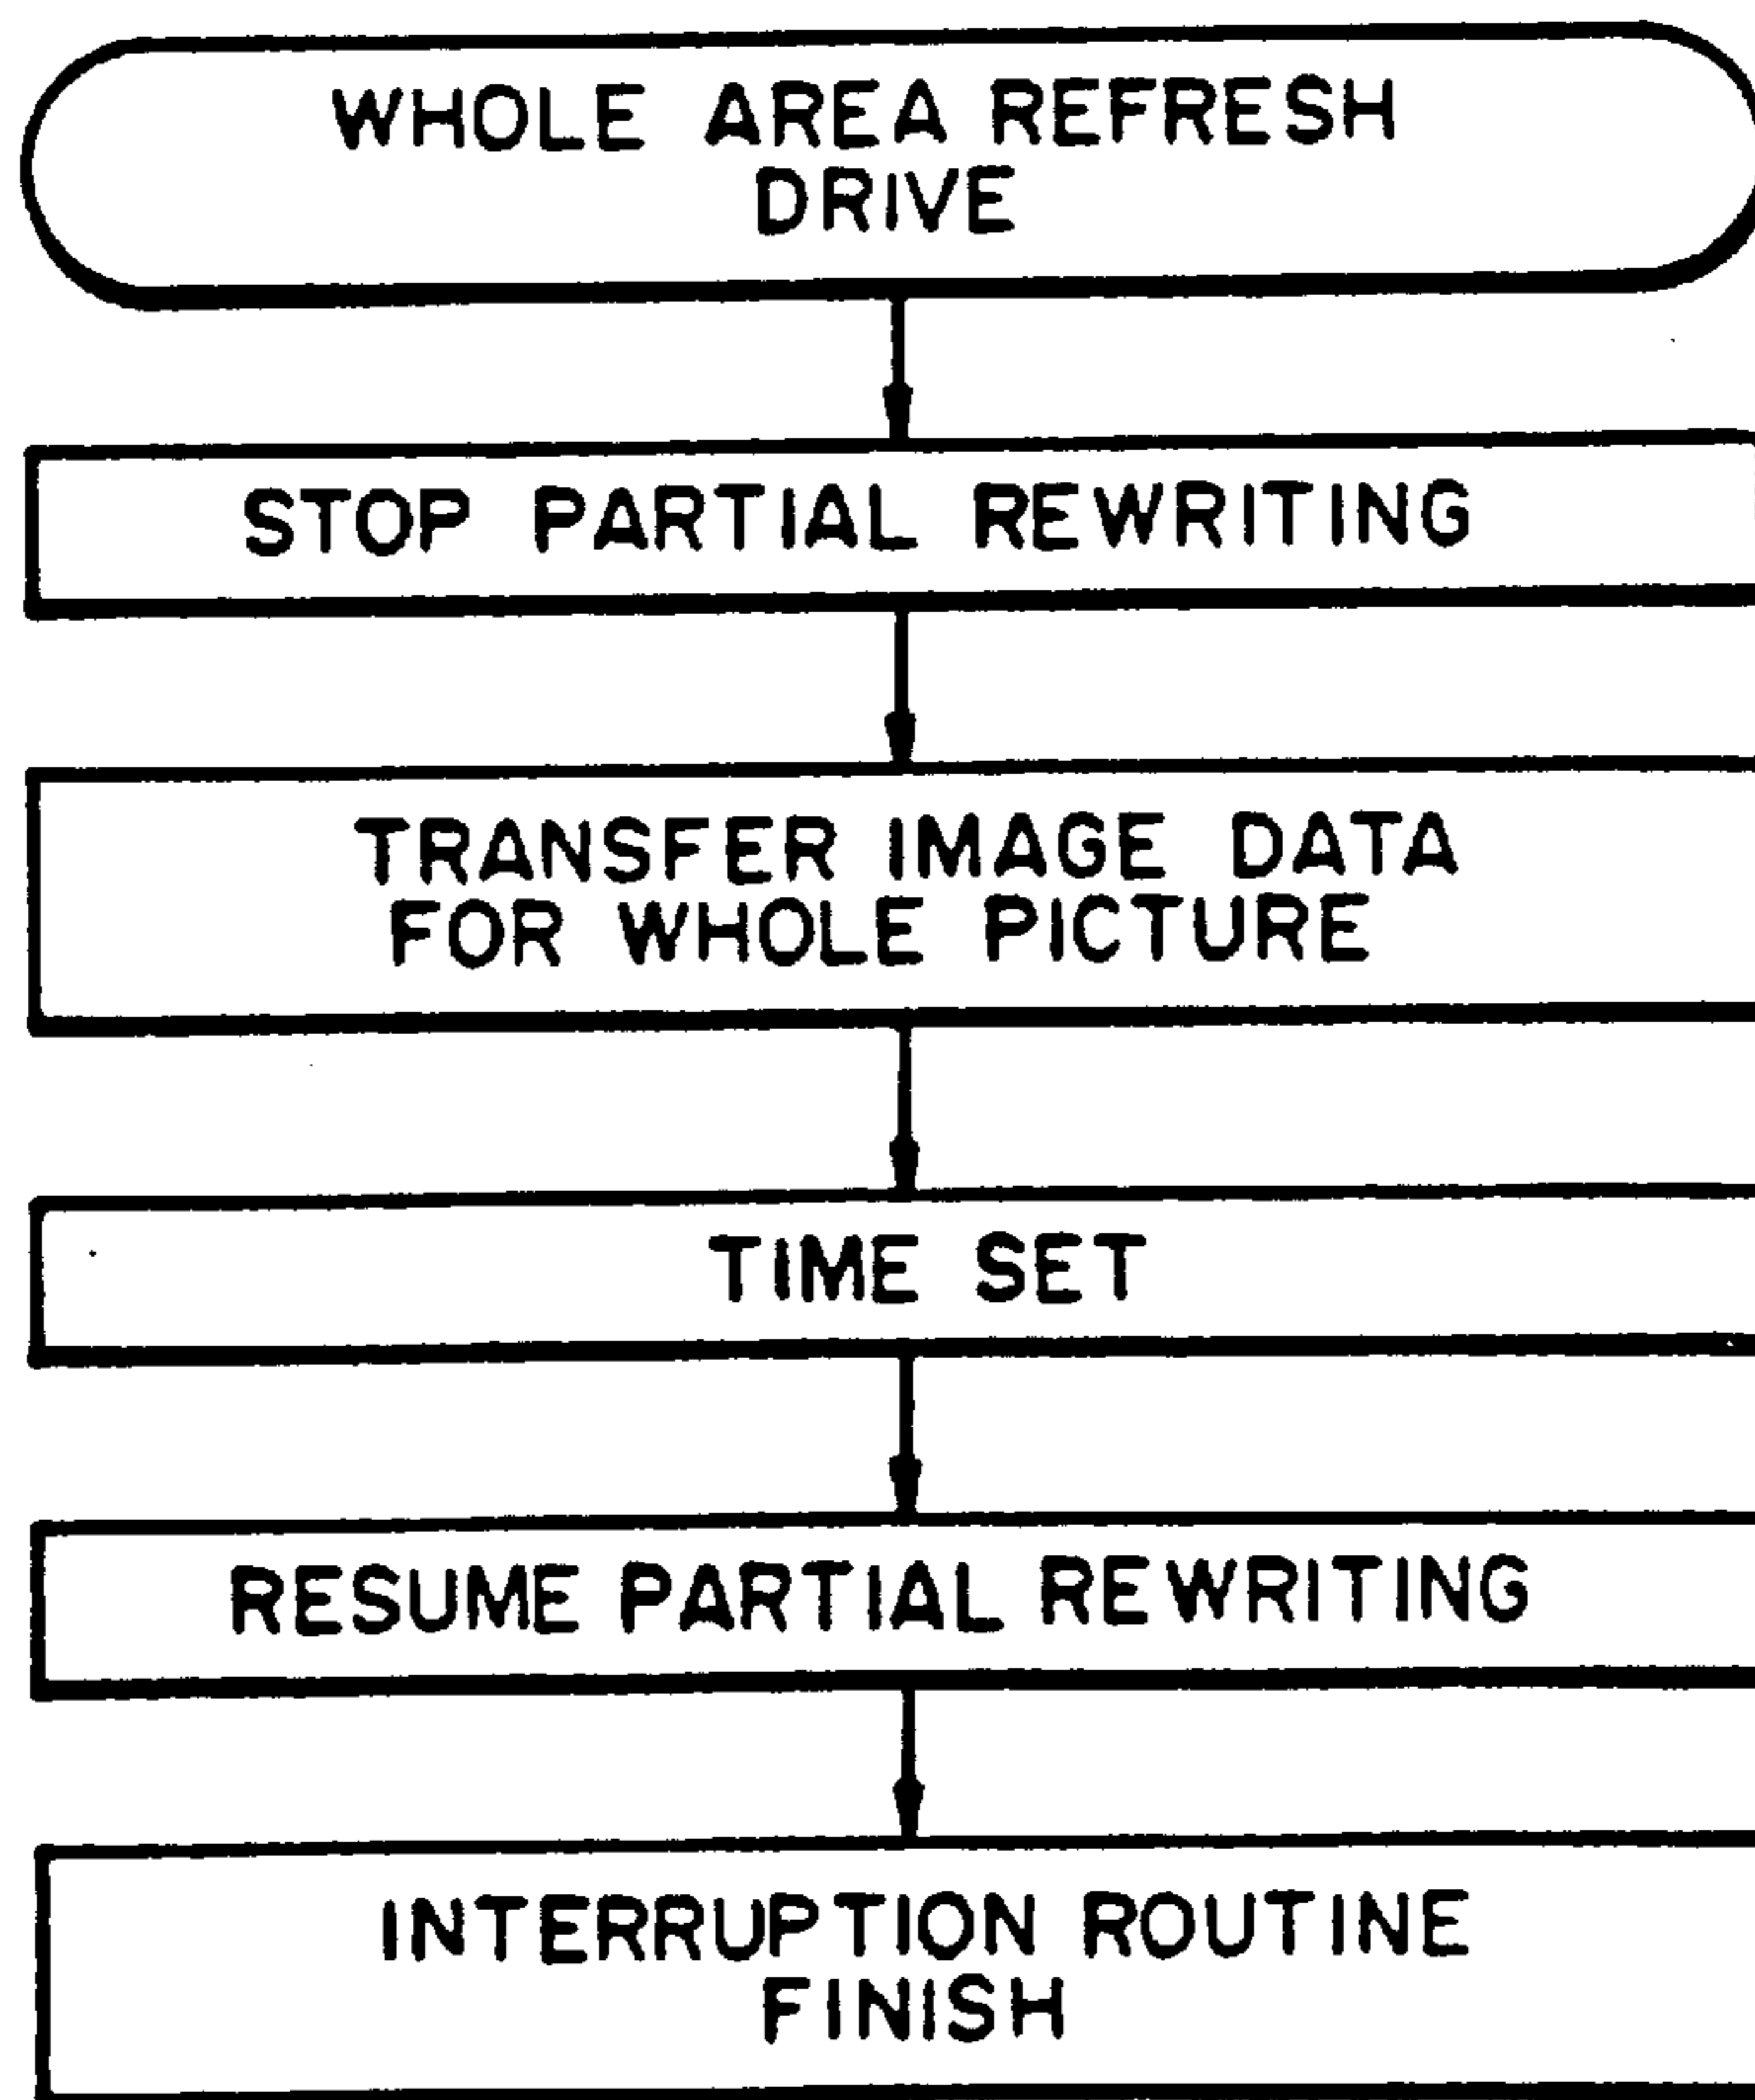 WHOLE AREA REFRESH
DRIVE
STOP PARTIAL REWRITING
TRANSFER IMAGE DATA
FOR WHOLE PICTURE
TIME SET
RESUME PARTIAL REWRITING
INTERRUPTION ROUTINE
FINISH